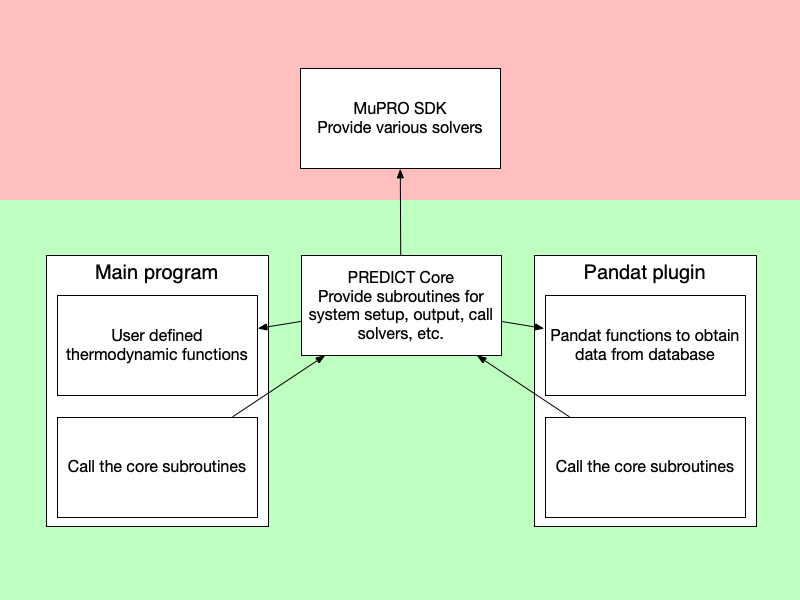 MuPRO SDK
Provide various solvers
Main program
User defined
thermodynamic functions
Call the core subroutines
PREDICT Core
Provide subroutines for
system setup, output, call
solvers, etc.
Pandat plugin
Pandat functions to obtain
data from database
Call the core subroutines